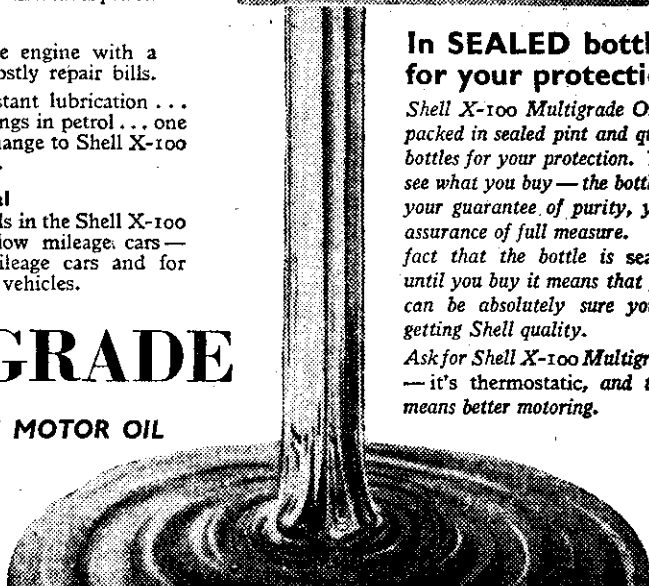 e engine with a
ostly repair bills.
stant lubrication ...
ngs in petrol ... one
ange to Shell X-100
.
al
ls in the Shell X-100
low mileage cars —
ileage cars and for
vehicles.
GRADE
MOTOR OIL
In SEALED bottl
for your protecti
Shell X-100 Multigrade O
packed in sealed pint and qu
bottles for your protection.
see what you buy — the bottl
your guarantee of purity, y
assurance of full measure.
fact that the bottle is sea
until you buy it means that
can be absolutely sure yo
getting Shell quality.
Ask for Shell X-100 Multigr
— it's thermostatic, and t
means better motoring.